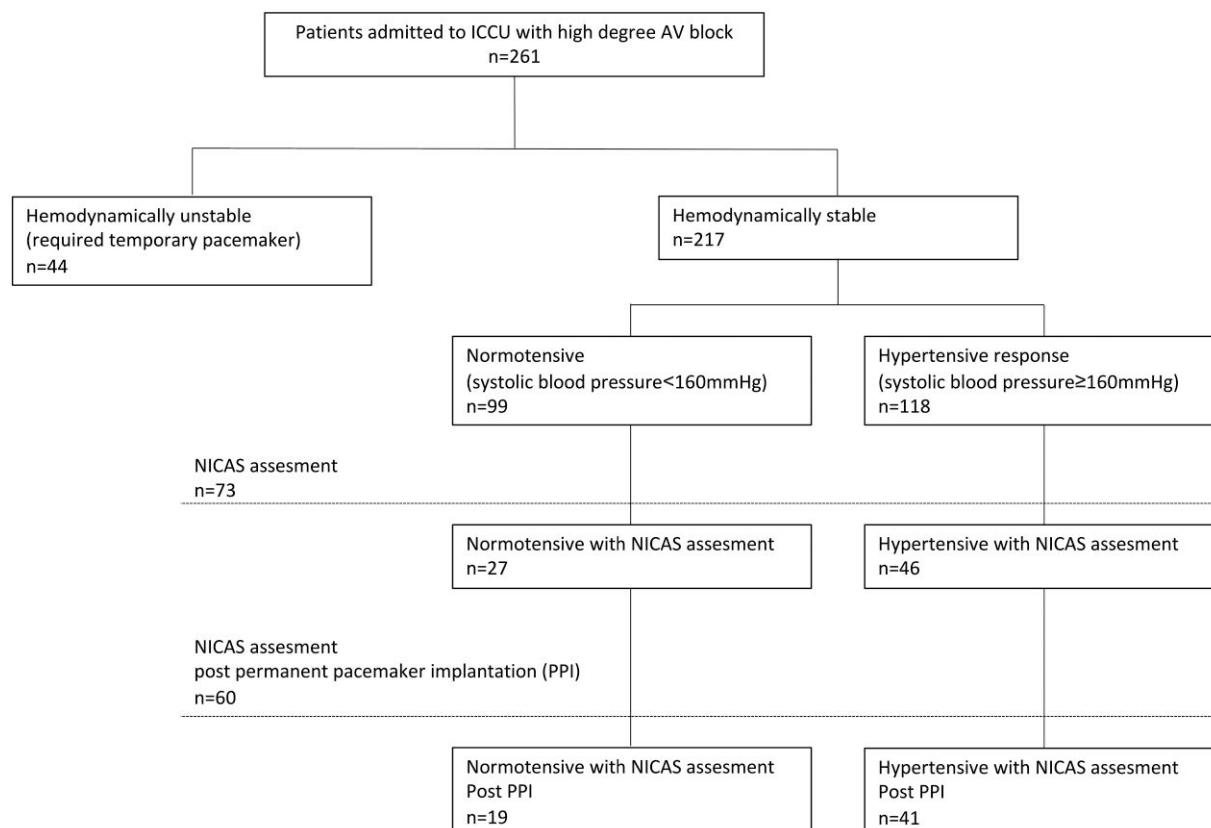 Patients admitted to ICCU with high degree AV block
n=261
Hemodynamically unstable
(required temporary pacemaker)
n=44
Hemodynamically stable
n=217
Normotensive
(systolic blood pressure<160mmHg)
n=99
Hypertensive response
(systolic blood pressure≥160mmHg)
n=118
NICAS assesment
n=73
Normotensive with NICAS assesment
n=27
Hypertensive with NICAS assesment
n=46
NICAS assesment
post permanent pacemaker implantation (PPI)
n=60
Normotensive with NICAS assesment
Post PPI
n=19
Hypertensive with NICAS assesment
Post PPI
n=41